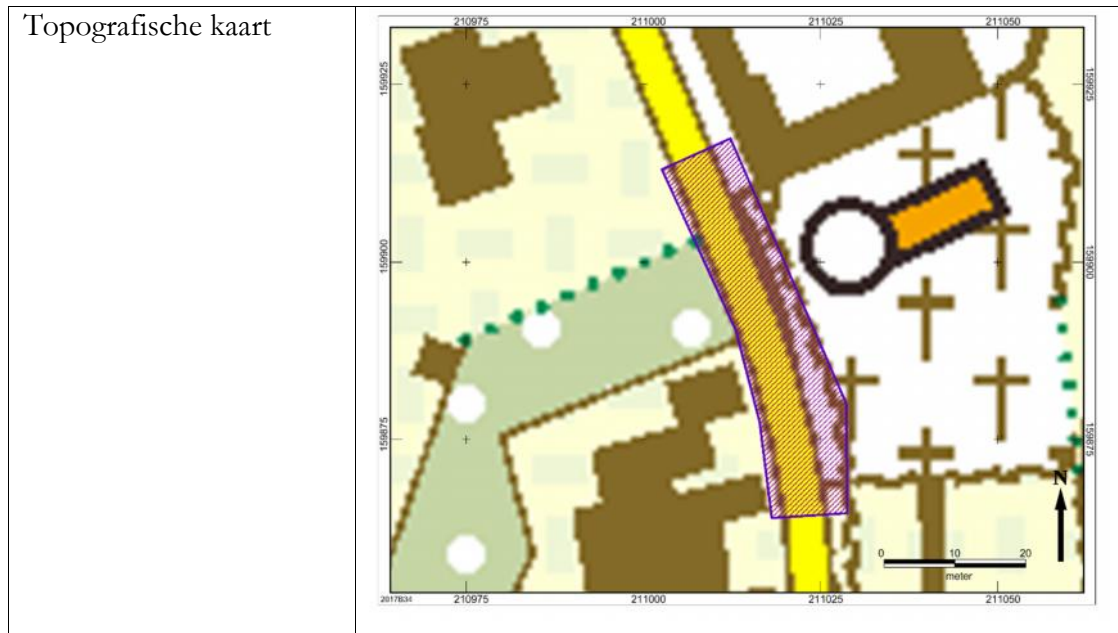 Topografische kaart
210975 211000 211025 211050
159925 159925
159900 159900
159875 159875
N
0 10 20
meter
2017B34
210975 211000 211025 211050